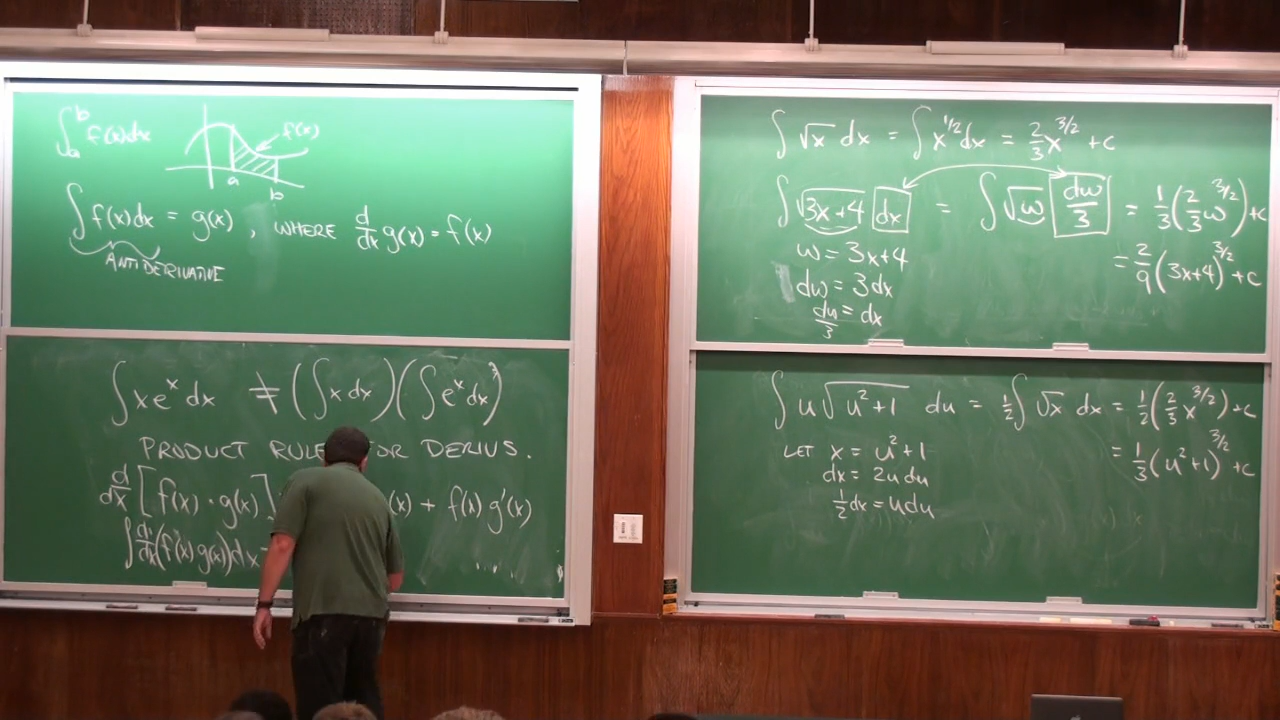 ∫ₐᵇ f(x)dx
f(x)
a
b
∫ f(x)dx = g(x) , WHERE d/dx g(x) = f(x)
ANTIDERIVATIVE
∫ xeˣ dx ≠ (∫ x dx)(∫ eˣ dx)
PRODUCT RULE DERIVS.
d/dx [f(x) · g(x)] (x) + f(x) g'(x)
∫ d/dx (f(x) g(x)) dx =
∫ √x dx = ∫ x^1/2 dx = 2/3 x^3/2 + c
∫ √(3x+4) dx = ∫ √w dw/3 = 1/3 (2/3 w^3/2) + c
w = 3x+4
= 2/9 (3x+4)^3/2 + c
dw = 3dx
dw/3 = dx
∫ u√(u²+1) du = 1/2 ∫ √x dx = 1/2 (2/3 x^3/2) + c
LET x = u²+1
= 1/3 (u²+1)^3/2 + c
dx = 2u du
1/2 dx = u du